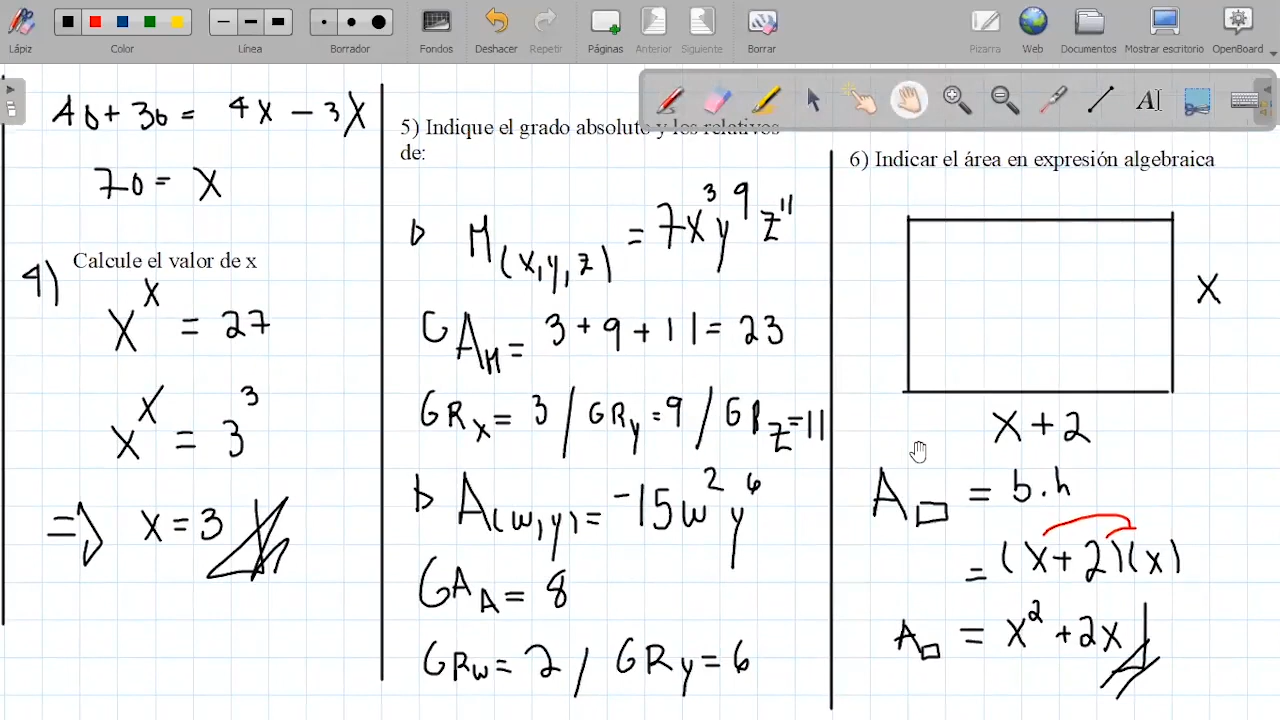 Lápiz Color Línea Borrador Fondos Deshacer Repetir Páginas Anterior Siguiente Borrar Pizarra Web Documentos Mostrar escritorio OpenBoard
40 + 30 = 4x - 3x
70 = x
4) Calcule el valor de x
x^x = 27
x^x = 3^3
=> x = 3
5) Indique el grado absoluto y los relativos
de:
M(x,y,z) = 7x^3 y^9 z^11
GA_M = 3 + 9 + 11 = 23
GR_x = 3 / GR_y = 9 / GR_z = 11
b A(w,y) = -15w^2 y^6
GA_A = 8
GR_w = 2 / GR_y = 6
6) Indicar el área en expresión algebraica
x
x + 2
A▭ = b.h
= (x + 2)(x)
A▭ = x^2 + 2x